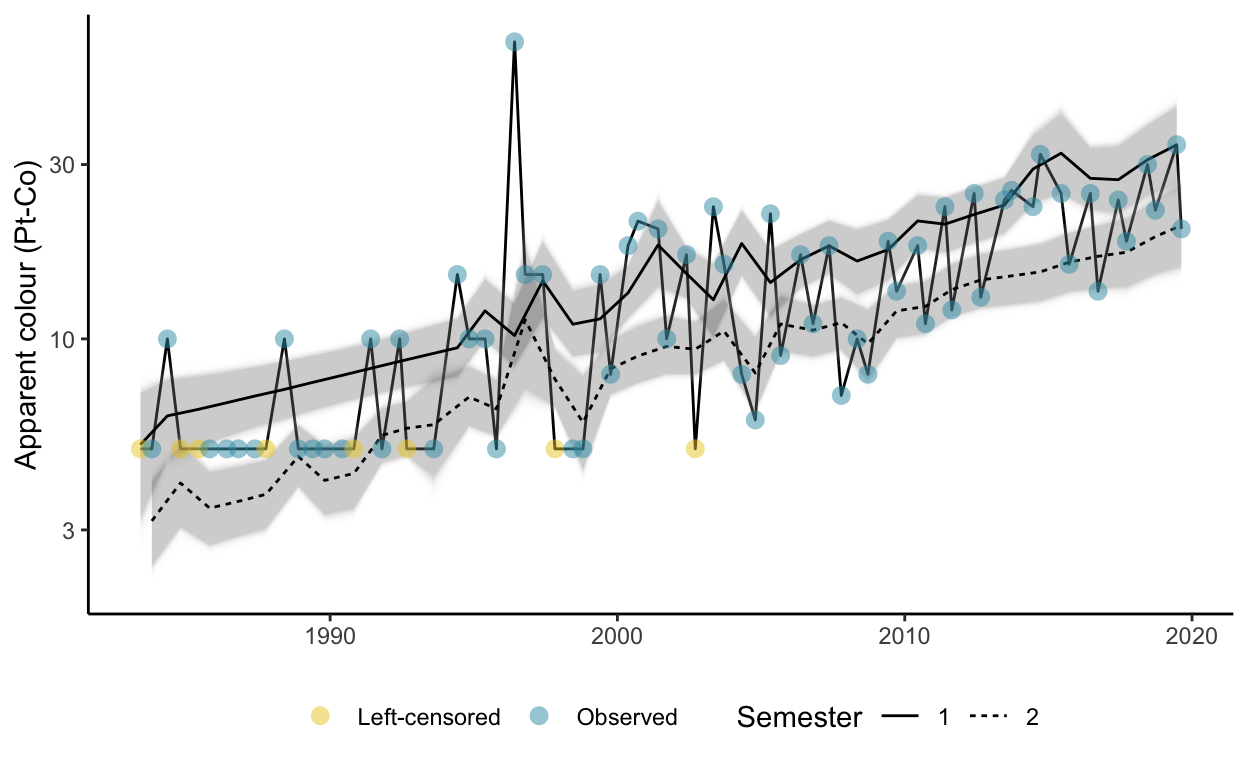 Apparent colour (Pt-Co)
30
10
3
1990
2000
2010
2020
Left-censored
Observed
Semester
1
2